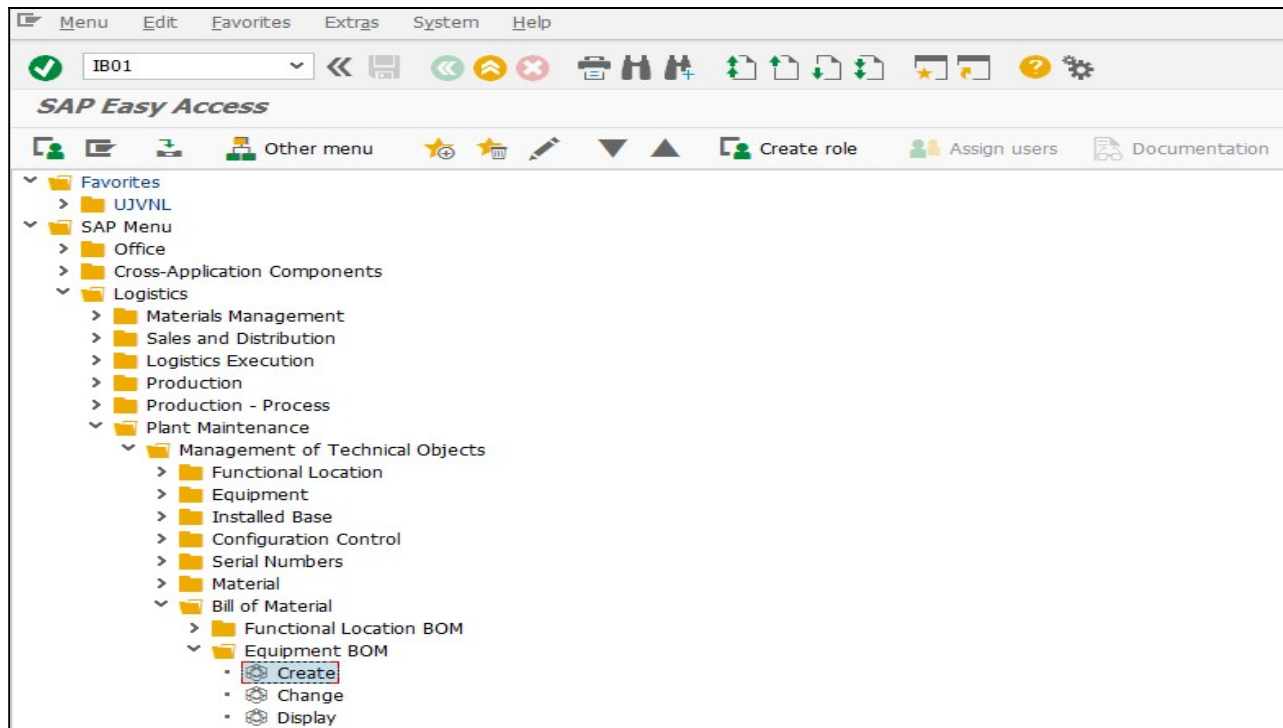 Menu Edit Favorites Extras System Help
IB01
SAP Easy Access
Other menu Create role Assign users Documentation
Favorites
UJVNL
SAP Menu
Office
Cross-Application Components
Logistics
Materials Management
Sales and Distribution
Logistics Execution
Production
Production - Process
Plant Maintenance
Management of Technical Objects
Functional Location
Equipment
Installed Base
Configuration Control
Serial Numbers
Material
Bill of Material
Functional Location BOM
Equipment BOM
Create
Change
Display